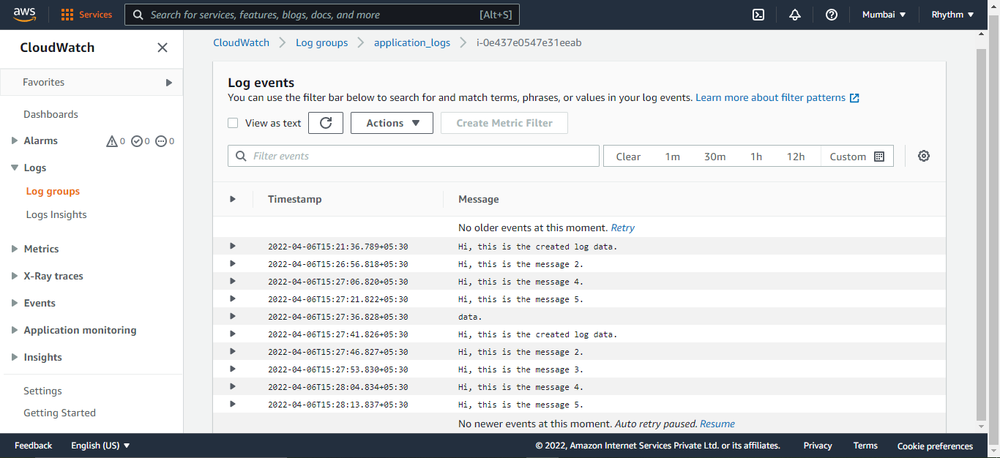 aws Services Search for services, features, blogs, docs, and more [Alt+S] Mumbai Rhythm
CloudWatch
Favorites
Dashboards
Alarms 0 0 0
Logs
Log groups
Logs Insights
Metrics
X-Ray traces
Events
Application monitoring
Insights
Settings
Getting Started
CloudWatch Log groups application_logs i-0e437e0547e31eeab
Log events
You can use the filter bar below to search for and match terms, phrases, or values in your log events. Learn more about filter patterns
View as text Actions Create Metric Filter
Filter events Clear 1m 30m 1h 12h Custom
Timestamp Message
No older events at this moment. Retry
2022-04-06T15:21:36.789+05:30 Hi, this is the created log data.
2022-04-06T15:26:56.818+05:30 Hi, this is the message 2.
2022-04-06T15:27:06.820+05:30 Hi, this is the message 4.
2022-04-06T15:27:21.822+05:30 Hi, this is the message 5.
2022-04-06T15:27:36.828+05:30 data.
2022-04-06T15:27:41.826+05:30 Hi, this is the created log data.
2022-04-06T15:27:46.827+05:30 Hi, this is the message 2.
2022-04-06T15:27:53.830+05:30 Hi, this is the message 3.
2022-04-06T15:28:04.834+05:30 Hi, this is the message 4.
2022-04-06T15:28:13.837+05:30 Hi, this is the message 5.
No newer events at this moment. Auto retry paused. Resume
Feedback English (US) © 2022, Amazon Internet Services Private Ltd. or its affiliates. Privacy Terms Cookie preferences